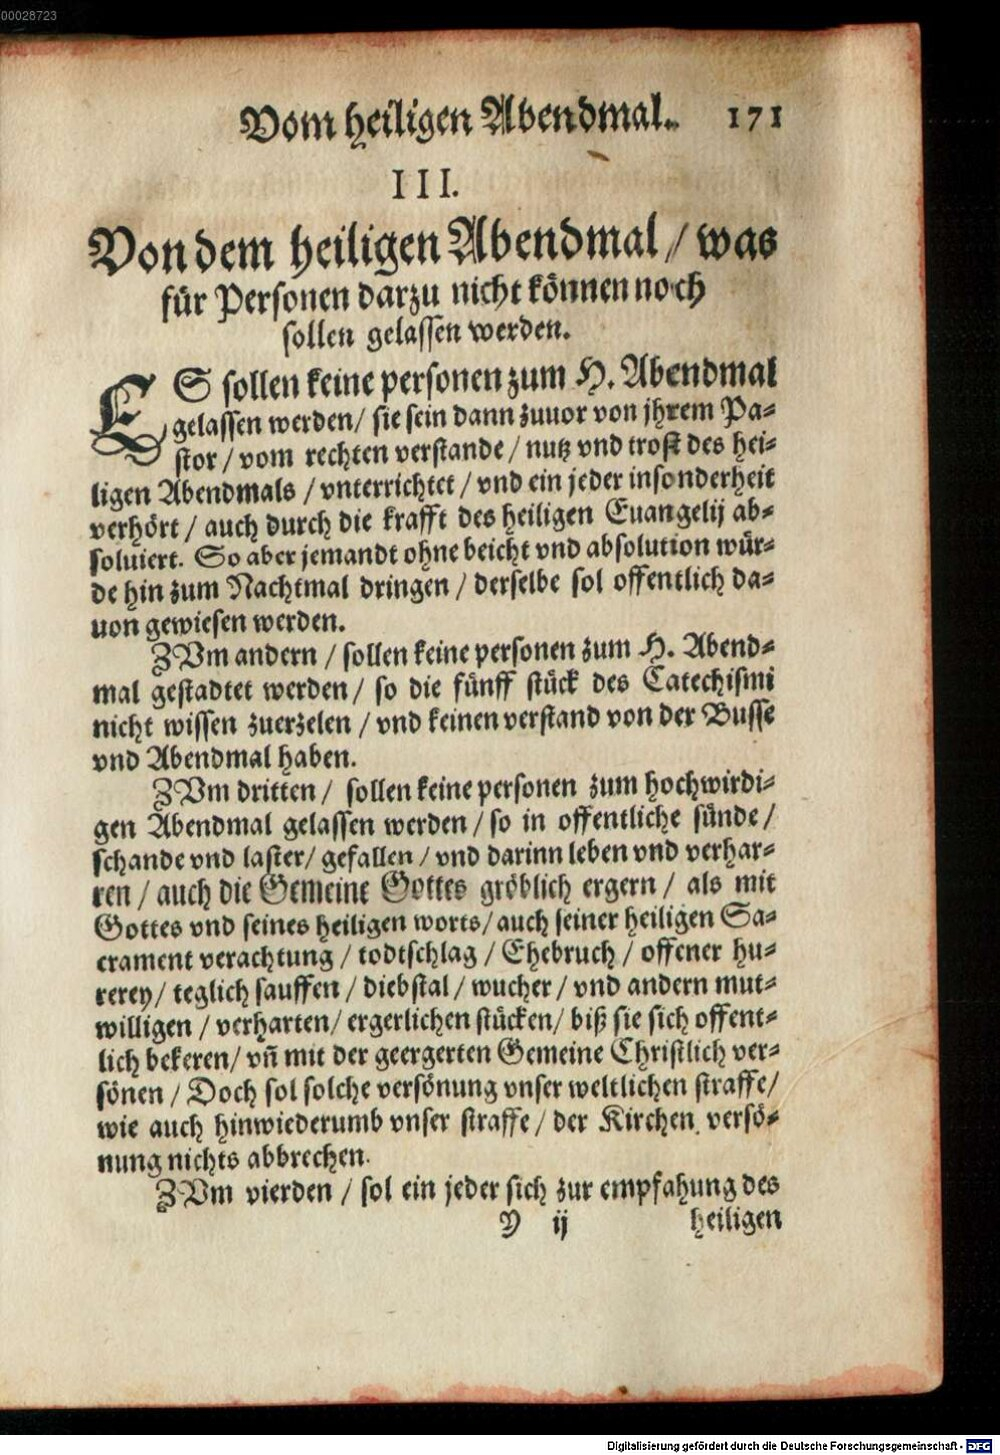 00028723
Vom heiligen Abendmal. 171
III.
Von dem heiligen Abendmal / was
für Personen darzu nicht können noch
sollen gelassen werden.
ES sollen keine personen zum H. Abendmal
gelassen werden / sie sein dann zuuor von jhrem Pa-
stor / vom rechten verstande / nutz vnd trost des hei-
ligen Abendmals / vnterrichtet / vnd ein jeder insonderheit
verhört / auch durch die krafft des heiligen Euangelij ab-
soluiert. So aber jemandt ohne beicht vnd absolution wür-
de hin zum Nachtmal dringen / derselbe sol offentlich da-
uon gewiesen werden.
ZVm andern / sollen keine personen zum H. Abend-
mal gestadtet werden / so die fünff stück des Catechismi
nicht wissen zuerzelen / vnd keinen verstand von der Busse
vnd Abendmal haben.
ZVm dritten / sollen keine personen zum hochwirdi-
gen Abendmal gelassen werden / so in offentliche sünde /
schande vnd laster / gefallen / vnd darinn leben vnd verhar-
ren / auch die Gemeine Gottes gröblich ergern / als mit
Gottes vnd seines heiligen worts / auch seiner heiligen Sa-
crament verachtung / todtschlag / Ehebruch / offener hu-
rerey / teglich sauffen / diebstal / wucher / vnd andern mut-
willigen / verharten / ergerlichen stücken / biß sie sich offent-
lich bekeren / vñ mit der geergerten Gemeine Christlich ver-
sönen / Doch sol solche versönung vnser weltlichen straffe /
wie auch hinwiederumb vnser straffe / der Kirchen versö-
nung nichts abbrechen.
ZVm vierden / sol ein jeder sich zur empfahung des
Y ij heiligen
Digitalisierung gefördert durch die Deutsche Forschungsgemeinschaft - DFG